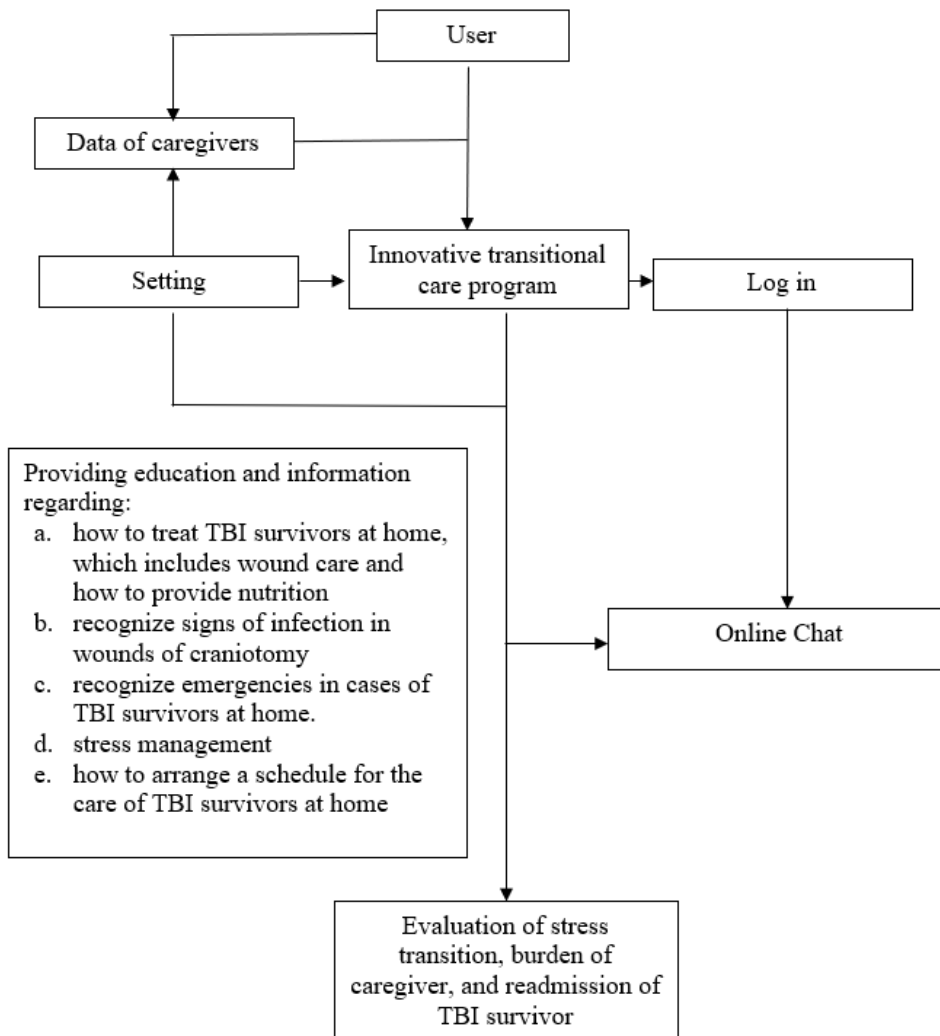 User
Data of caregivers
Innovative transitional
care program
Setting
Log in
Providing education and information
regarding:
a. how to treat TBI survivors at home,
which includes wound care and
how to provide nutrition
b. recognize signs of infection in
wounds of craniotomy
c. recognize emergencies in cases of
TBI survivors at home.
d. stress management
e. how to arrange a schedule for the
care of TBI survivors at home
Online Chat
Evaluation of stress
transition, burden of
caregiver, and readmission of
TBI survivor